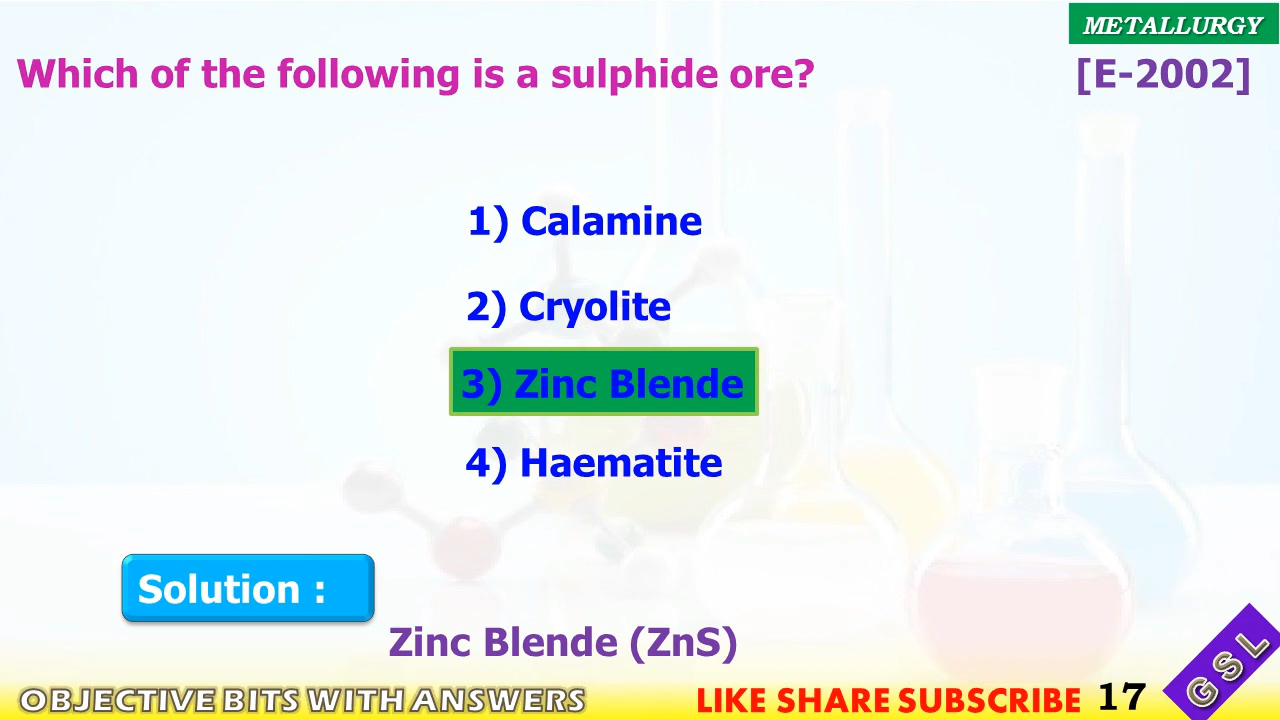 METALLURGY
Which of the following is a sulphide ore? [E-2002]
1) Calamine
2) Cryolite
3) Zinc Blende
4) Haematite
Solution :
Zinc Blende (ZnS)
OBJECTIVE BITS WITH ANSWERS LIKE SHARE SUBSCRIBE 17 GSL